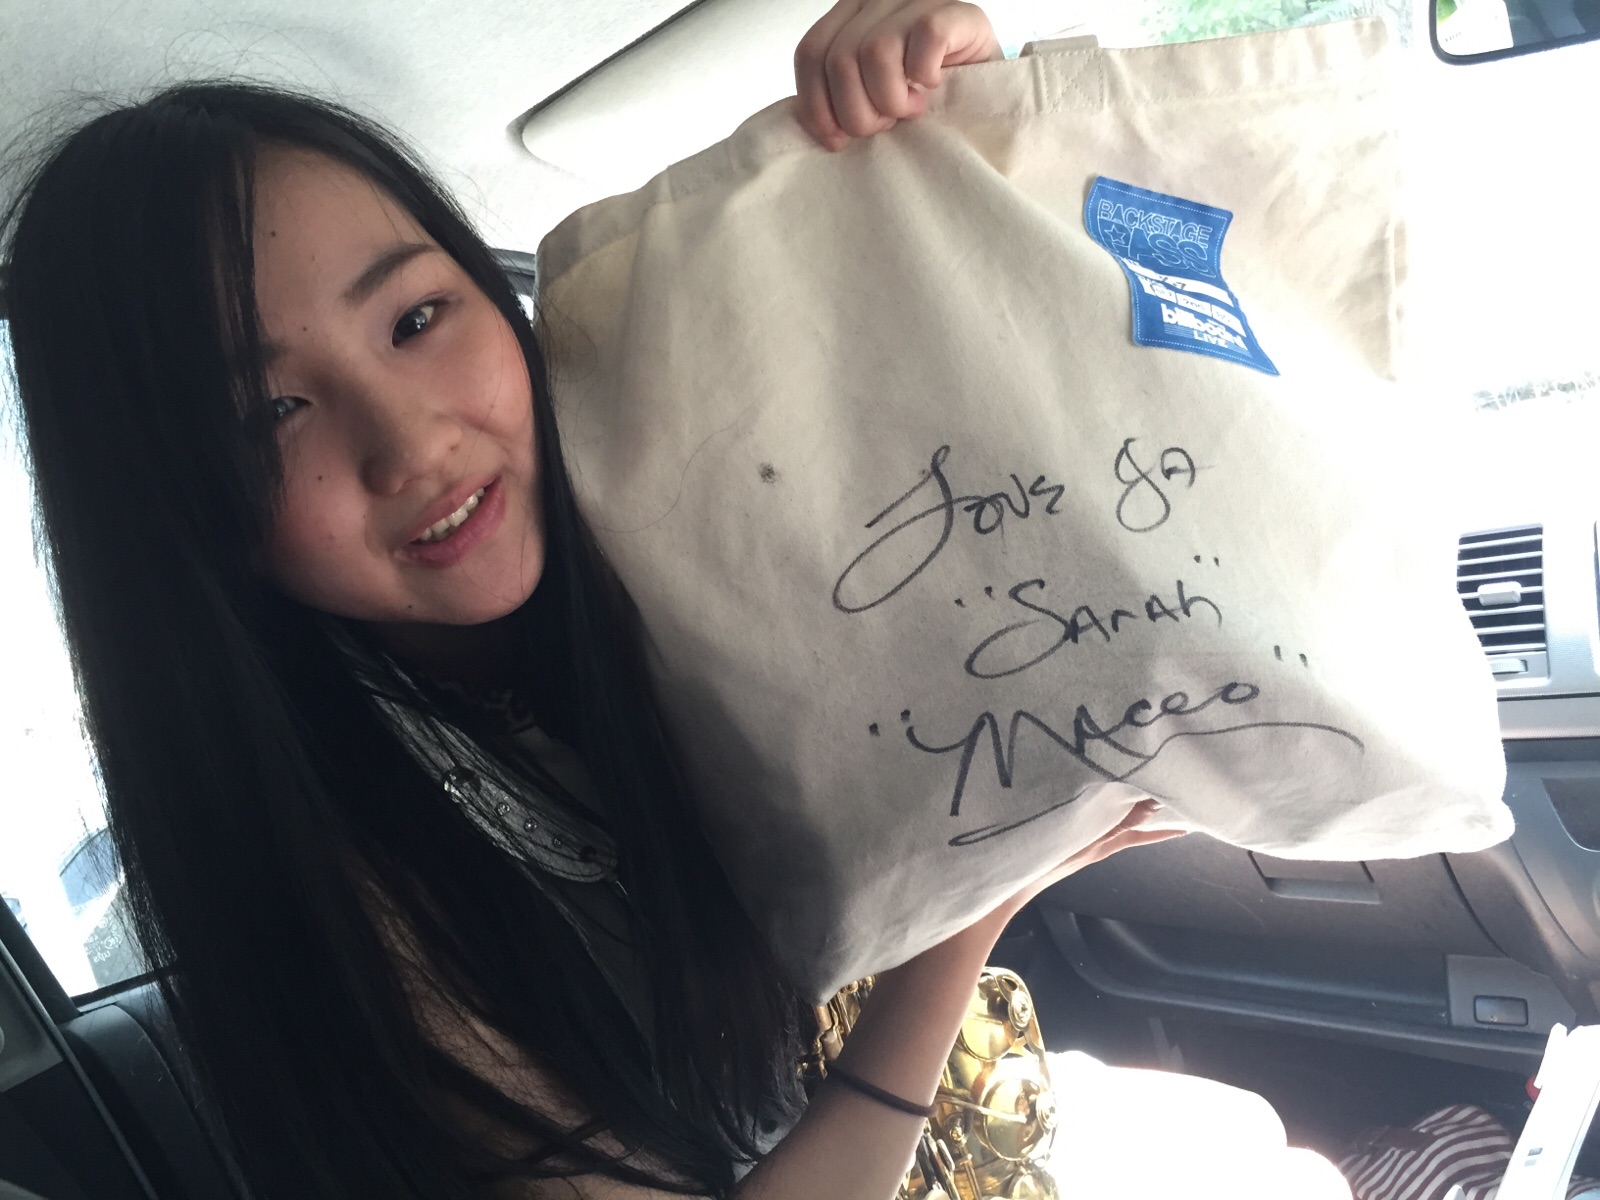 BACKSTAGE
PASS
billboard
LIVE
Love Ya
"Sarah"
"Maceo"